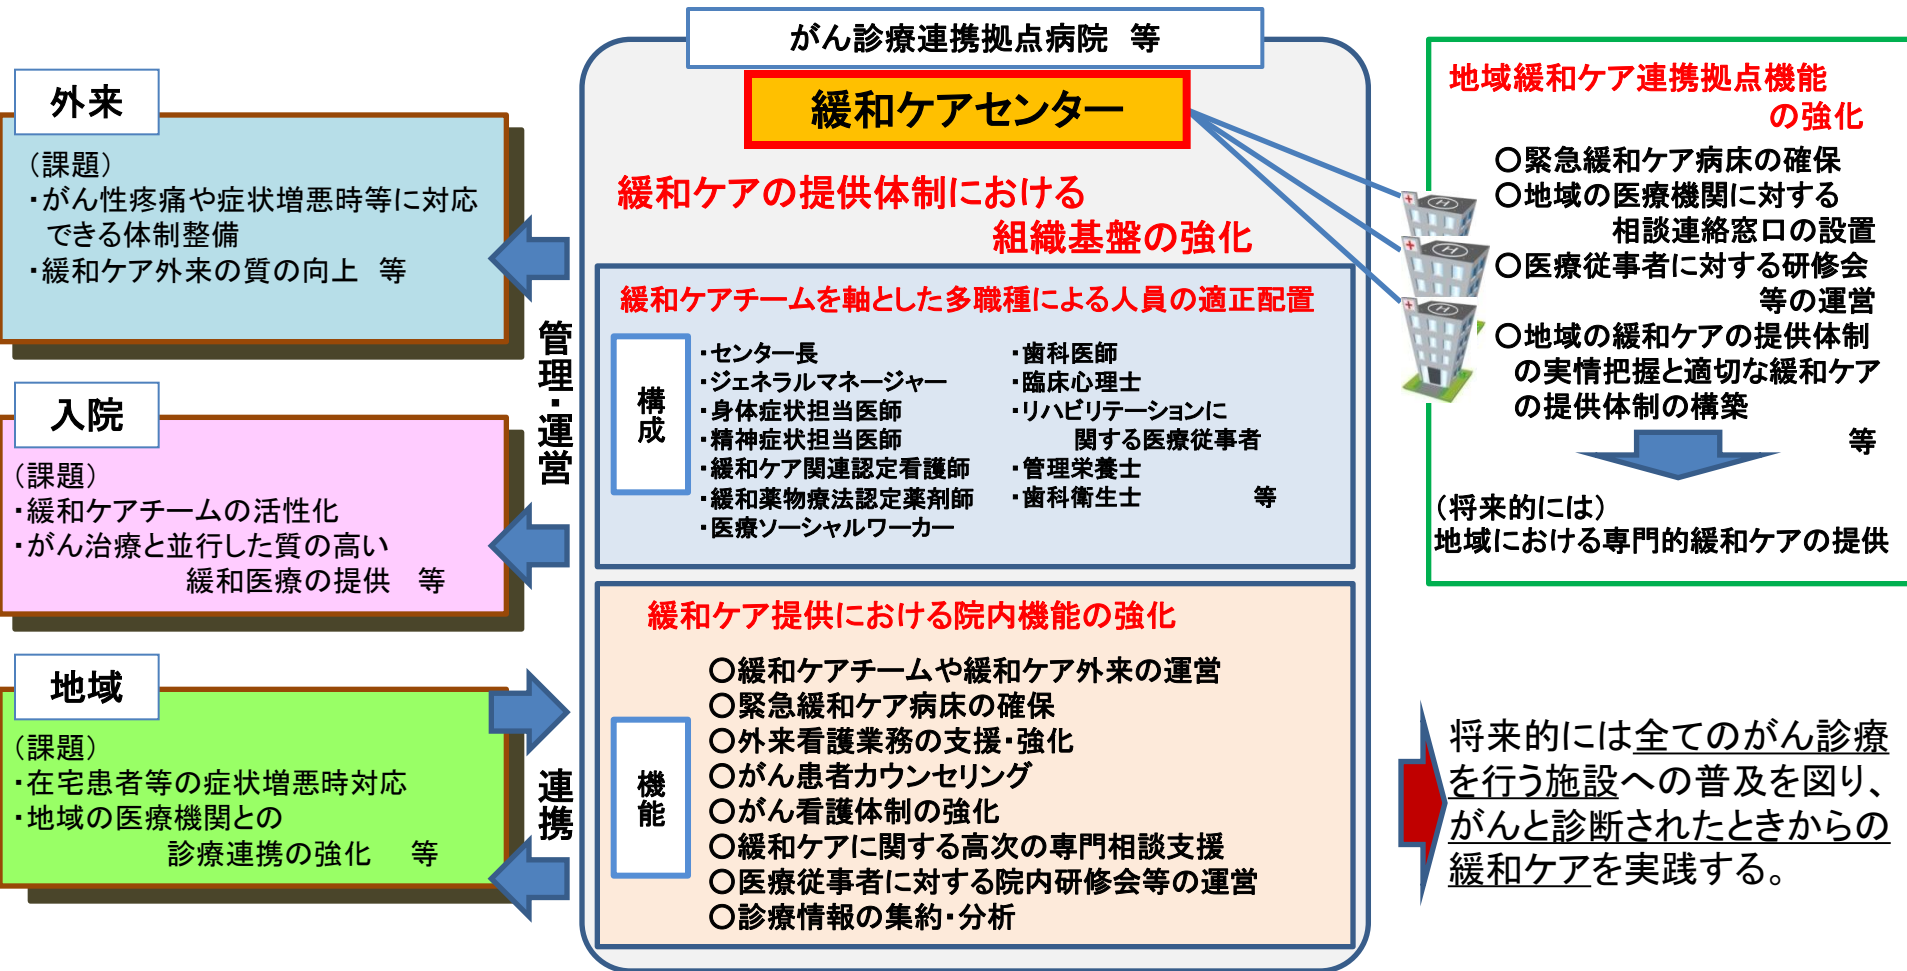 がん診療連携拠点病院 等
緩和ケアセンター
緩和ケアの提供体制における
組織基盤の強化
外来
(課題)
・がん性疼痛や症状増悪時等に対応
できる体制整備
・緩和ケア外来の質の向上 等
入院
(課題)
・緩和ケアチームの活性化
・がん治療と並行した質の高い
緩和医療の提供 等
地域
(課題)
・在宅患者等の症状増悪時対応
・地域の医療機関との
診療連携の強化 等
管理・運営
連携
緩和ケアチームを軸とした多職種による人員の適正配置
構成
・センター長
・ジェネラルマネージャー
・身体症状担当医師
・精神症状担当医師
・緩和ケア関連認定看護師
・緩和薬物療法認定薬剤師
・医療ソーシャルワーカー
・歯科医師
・臨床心理士
・リハビリテーションに
関する医療従事者
・管理栄養士
・歯科衛生士 等
緩和ケア提供における院内機能の強化
機能
○緩和ケアチームや緩和ケア外来の運営
○緊急緩和ケア病床の確保
○外来看護業務の支援・強化
○がん患者カウンセリング
○がん看護体制の強化
○緩和ケアに関する高次の専門相談支援
○医療従事者に対する院内研修会等の運営
○診療情報の集約・分析
地域緩和ケア連携拠点機能
の強化
○緊急緩和ケア病床の確保
○地域の医療機関に対する
相談連絡窓口の設置
○医療従事者に対する研修会
等の運営
○地域の緩和ケアの提供体制
の実情把握と適切な緩和ケア
の提供体制の構築
等
(将来的には)
地域における専門的緩和ケアの提供
将来的には全てのがん診療
を行う施設への普及を図り、
がんと診断されたときからの
緩和ケアを実践する。